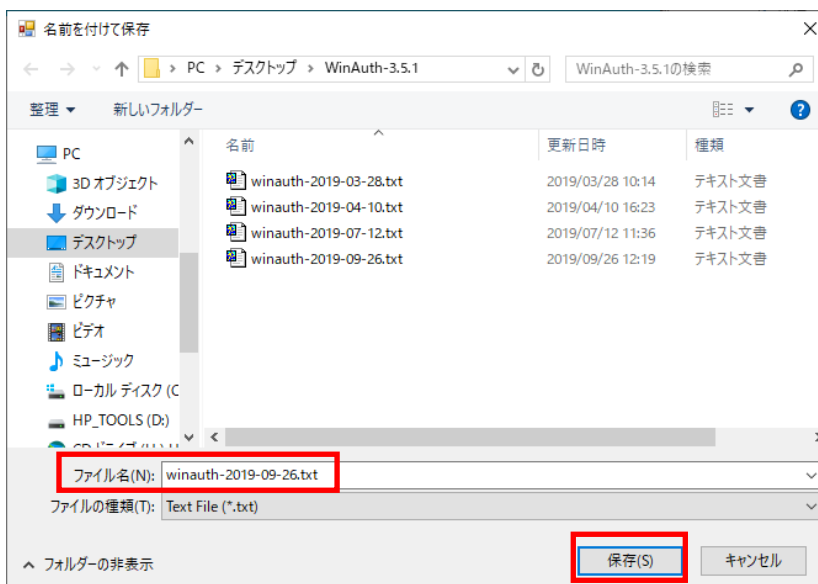 名前を付けて保存
PC › デスクトップ › WinAuth-3.5.1
WinAuth-3.5.1の検索
整理 新しいフォルダー
名前 更新日時 種類
winauth-2019-03-28.txt 2019/03/28 10:14 テキスト文書
winauth-2019-04-10.txt 2019/04/10 16:23 テキスト文書
winauth-2019-07-12.txt 2019/07/12 11:36 テキスト文書
winauth-2019-09-26.txt 2019/09/26 12:19 テキスト文書
PC
3D オブジェクト
ダウンロード
デスクトップ
ドキュメント
ピクチャ
ビデオ
ミュージック
ローカル ディスク (C
HP_TOOLS (D:)
ファイル名(N): winauth-2019-09-26.txt
ファイルの種類(T): Text File (*.txt)
フォルダーの非表示
保存(S) キャンセル